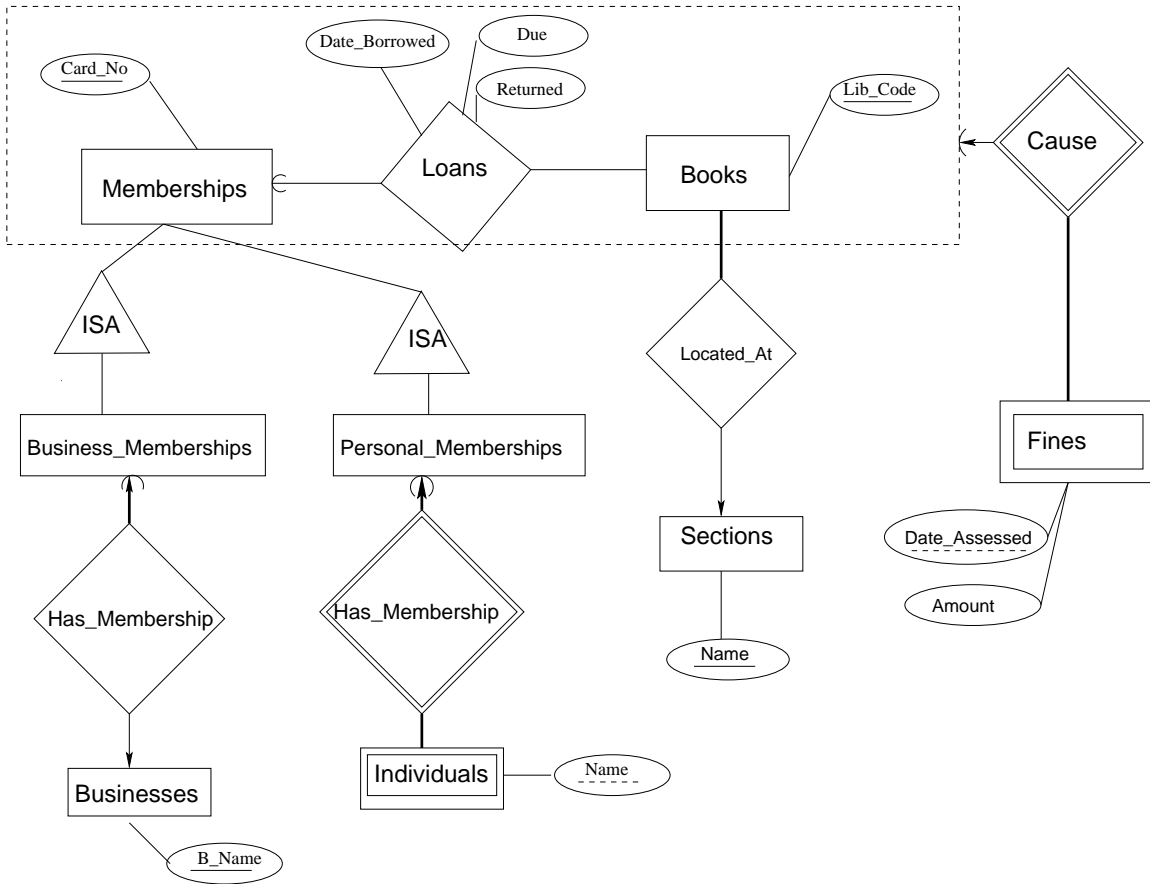 Date_Borrowed
Due
Card_No
Returned
Lib_Code
Memberships
Loans
Books
Cause
ISA
ISA
Located_At
Business_Memberships
Personal_Memberships
Fines
Sections
Date_Assessed
Amount
Has_Membership
Has_Membership
Name
Businesses
Individuals
Name
B_Name